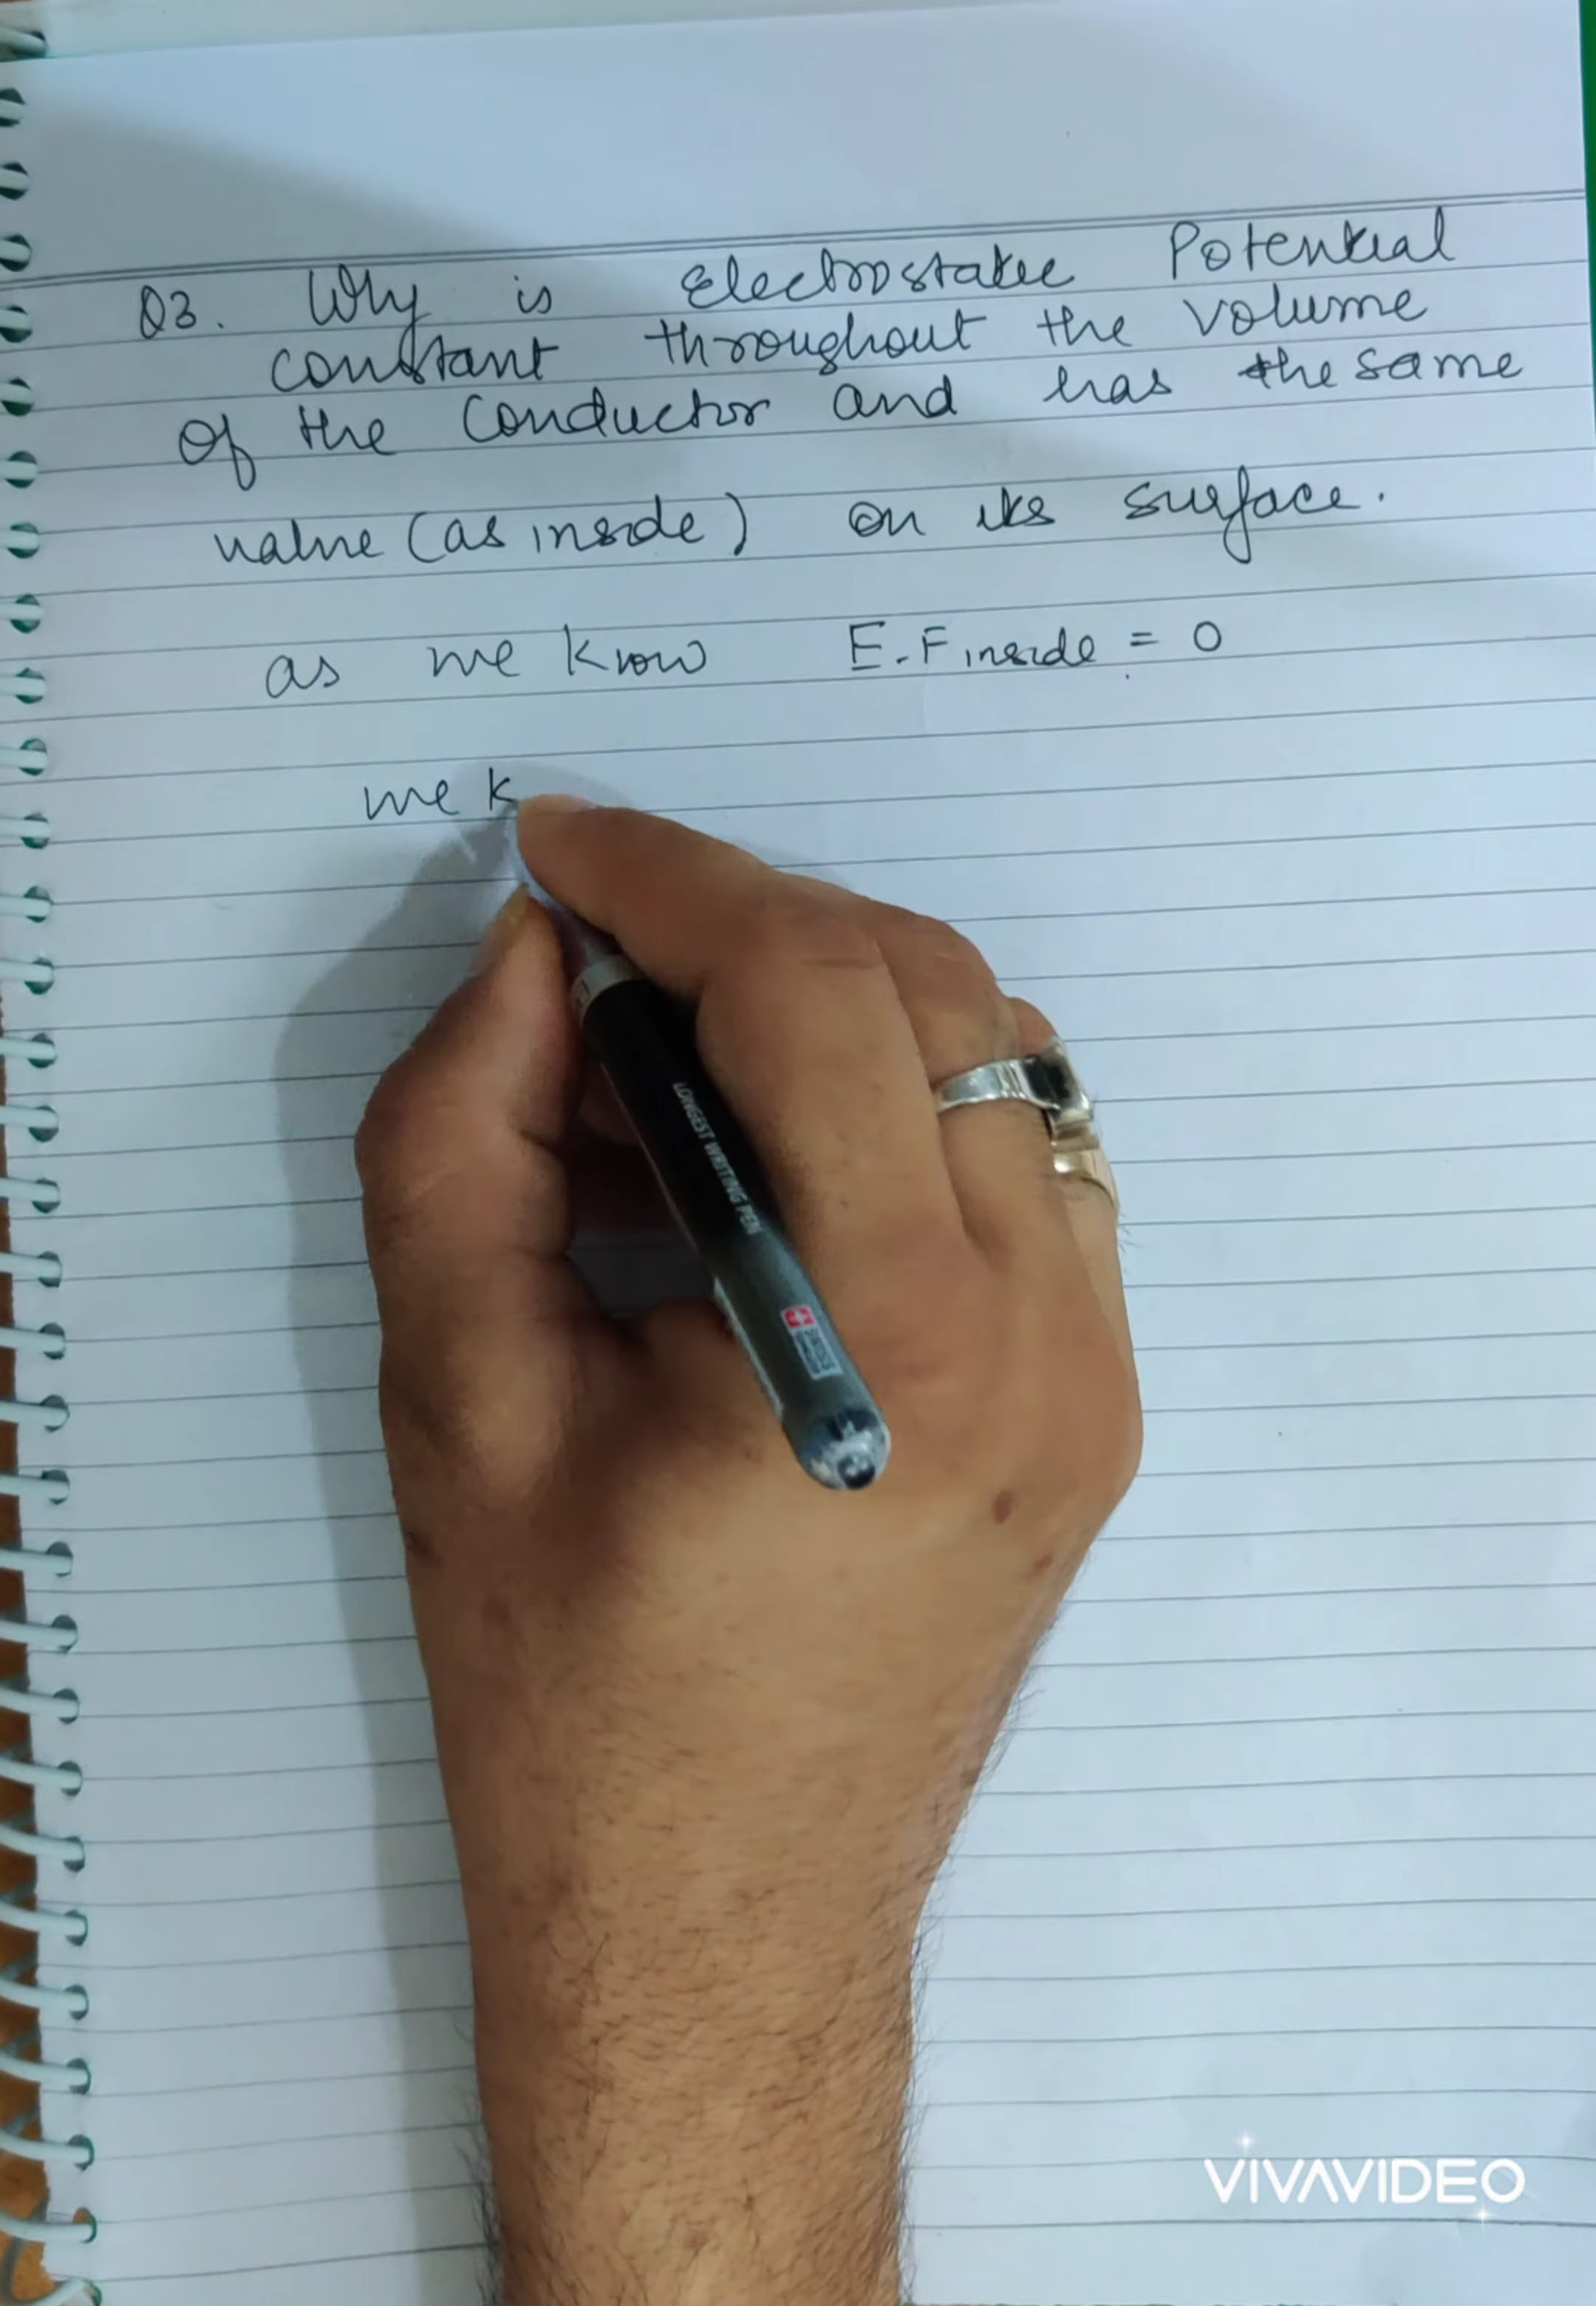 Q3. Why is Electrostatic Potential
constant throughout the volume
of the conductor and has the same
value (as inside) on its surface.
as we know E.F inside = 0
we k
LONGEST WRITING PEN
VIVAVIDEO